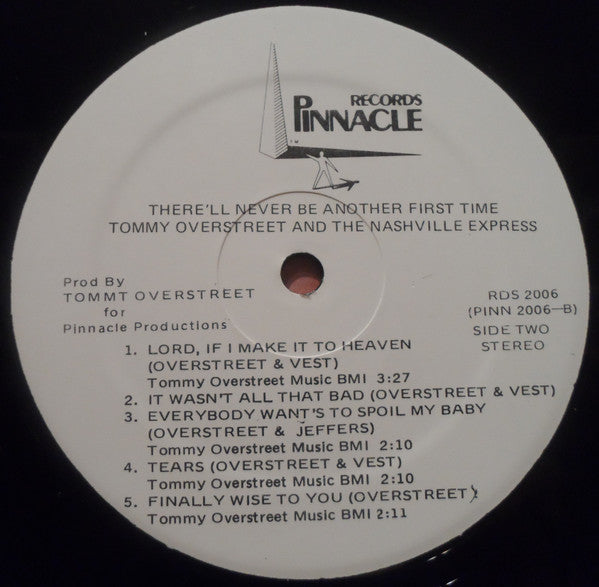 RECORDS
PINNACLE
THERE'LL NEVER BE ANOTHER FIRST TIME
TOMMY OVERSTREET AND THE NASHVILLE EXPRESS
Prod By
TOMMT OVERSTREET
for
Pinnacle Productions
RDS 2006
(PINN 2006—B)
SIDE TWO
STEREO
1. LORD, IF I MAKE IT TO HEAVEN
(OVERSTREET & VEST)
Tommy Overstreet Music BMI 3:27
2. IT WASN'T ALL THAT BAD (OVERSTREET & VEST)
3. EVERYBODY WANT'S TO SPOIL MY BABY
(OVERSTREET & JEFFERS)
Tommy Overstreet Music BMI 2:10
4. TEARS (OVERSTREET & VEST)
Tommy Overstreet Music BMI 2:10
5. FINALLY WISE TO YOU (OVERSTREET)
Tommy Overstreet Music BMI 2:11